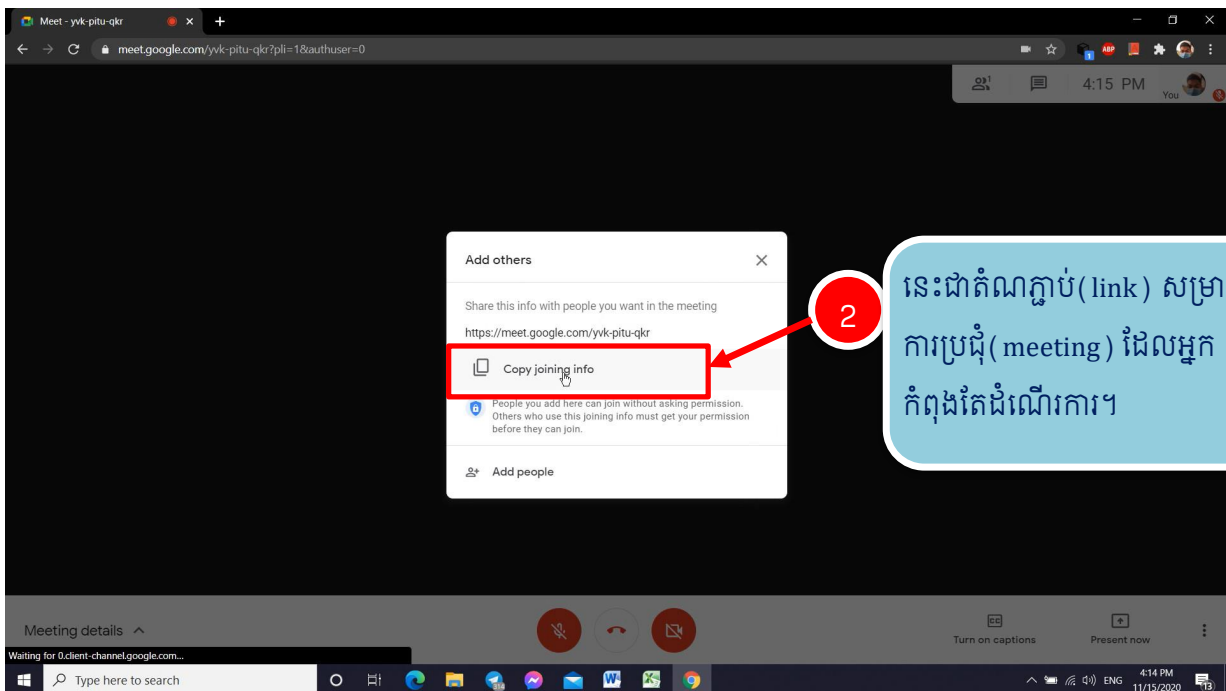 Meet - yvk-pitu-qkr
meet.google.com/yvk-pitu-qkr?pli=1&authuser=0
ABP
1
1
4:15 PM
You
Add others
Share this info with people you want in the meeting
https://meet.google.com/yvk-pitu-qkr
Copy joining info
People you add here can join without asking permission.
Others who use this joining info must get your permission
before they can join.
Add people
2
នេះជាតំណភ្ជាប់(link) សម្រា
ការប្រជុំ(meeting) ដែលអ្នក
កំពុងតែដំណើរការ។
Meeting details
CC
Turn on captions
Present now
Waiting for 0.client-channel.google.com...
Type here to search
314
ENG
4:14 PM
11/15/2020
13